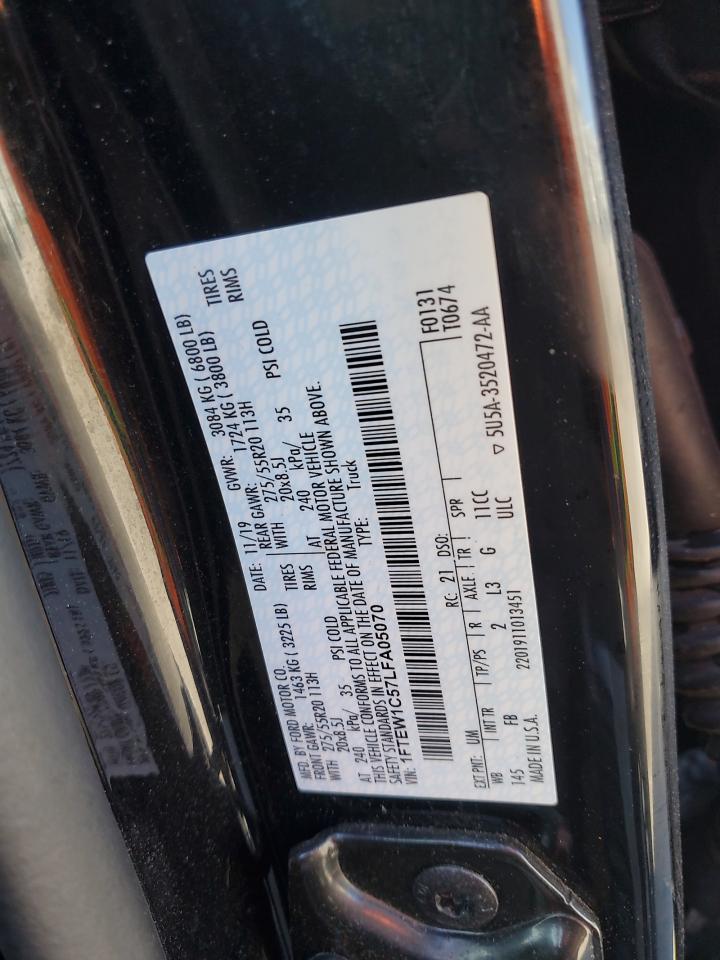 MFD. BY FORD MOTOR CO.
DATE: 11/19 GVWR: 3084 KG ( 6800 LB)
FRONT GAWR: 1463 KG ( 3225 LB) REAR GAWR: 1724 KG ( 3800 LB)
275/55R20 113H TIRES WITH 275/55R20 113H TIRES
WITH 20x8.5J RIMS 20x8.5J RIMS
AT 240 kPa/ 35 PSI COLD AT 240 kPa/ 35 PSI COLD
THIS VEHICLE CONFORMS TO ALL APPLICABLE FEDERAL MOTOR VEHICLE
SAFETY STANDARDS IN EFFECT ON THE DATE OF MANUFACTURE SHOWN ABOVE.
VIN: 1FTEW1C57LFA05070 TYPE: Truck
F0131
T0674
EXT PNT: UM RC: 21 DSO:
WB INT TR TP/PS R AXLE TR SPR
145 FB 2 L3 G 11CC
2201911013451 ULC
MADE IN U.S.A. ▽ 5U5A-3520472-AA